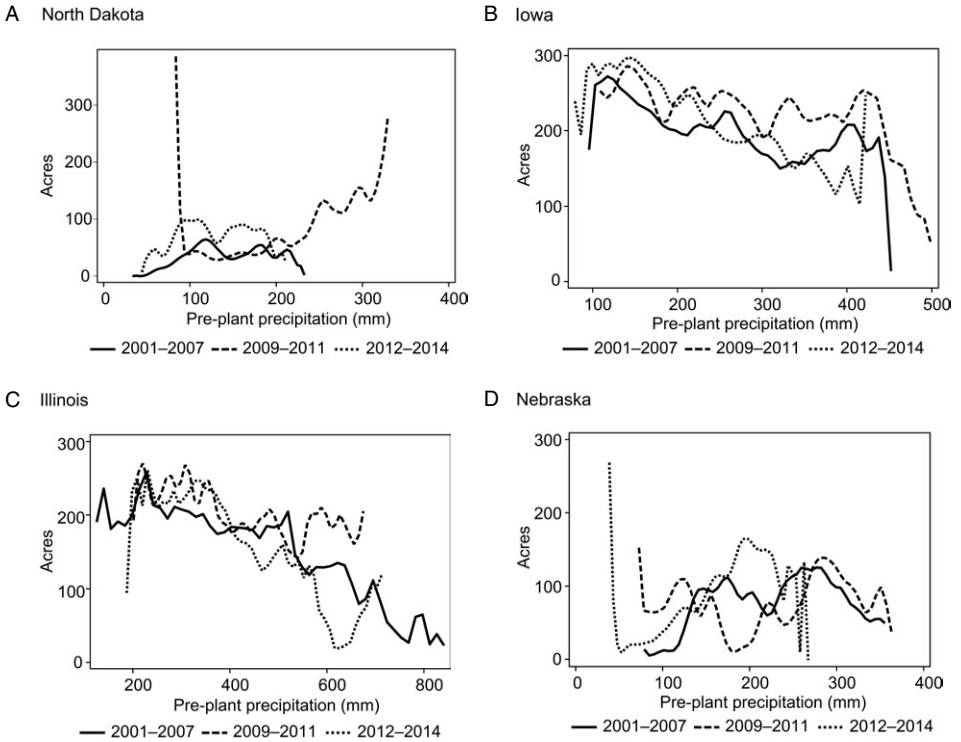 A North Dakota
Acres
300
200
100
0
0 100 200 300 400
Pre-plant precipitation (mm)
2001–2007 2009–2011 2012–2014
B Iowa
Acres
300
200
100
0
100 200 300 400 500
Pre-plant precipitation (mm)
2001–2007 2009–2011 2012–2014
C Illinois
Acres
300
200
100
0
200 400 600 800
Pre-plant precipitation (mm)
2001–2007 2009–2011 2012–2014
D Nebraska
Acres
300
200
100
0
0 100 200 300 400
Pre-plant precipitation (mm)
2001–2007 2009–2011 2012–2014